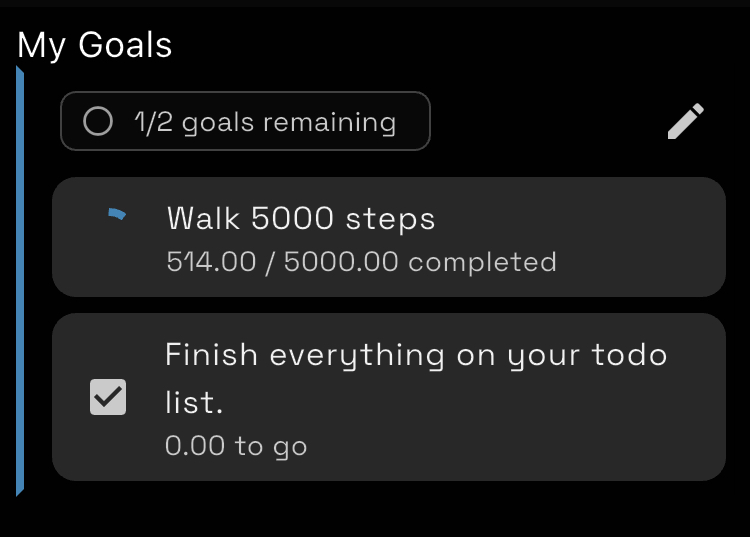 My Goals
1/2 goals remaining
Walk 5000 steps
514.00 / 5000.00 completed
Finish everything on your todo
list.
0.00 to go